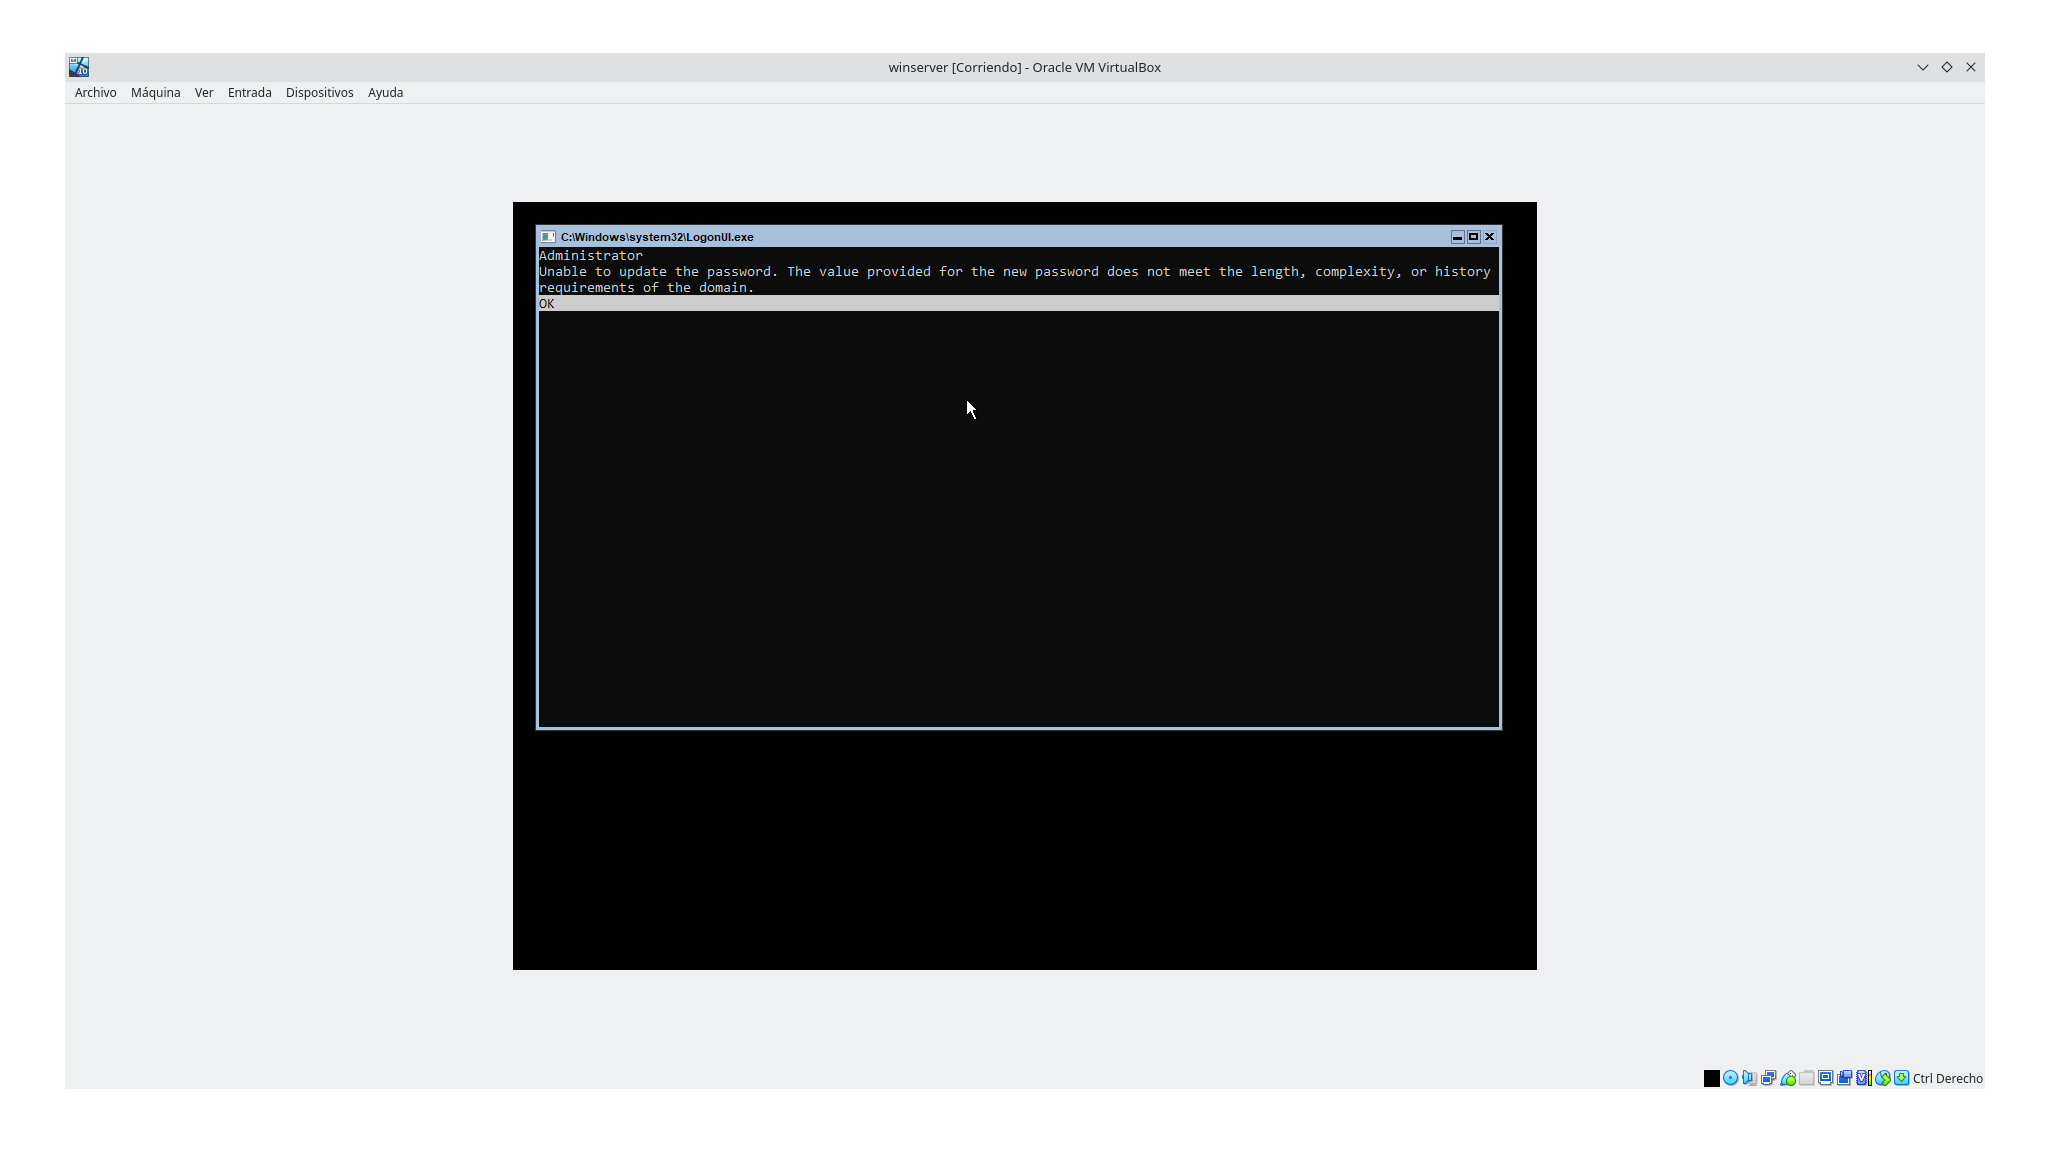 winserver [Corriendo] - Oracle VM VirtualBox
Archivo Máquina Ver Entrada Dispositivos Ayuda
C:\Windows\system32\LogonUI.exe
Administrator
Unable to update the password. The value provided for the new password does not meet the length, complexity, or history
requirements of the domain.
OK
Ctrl Derecho